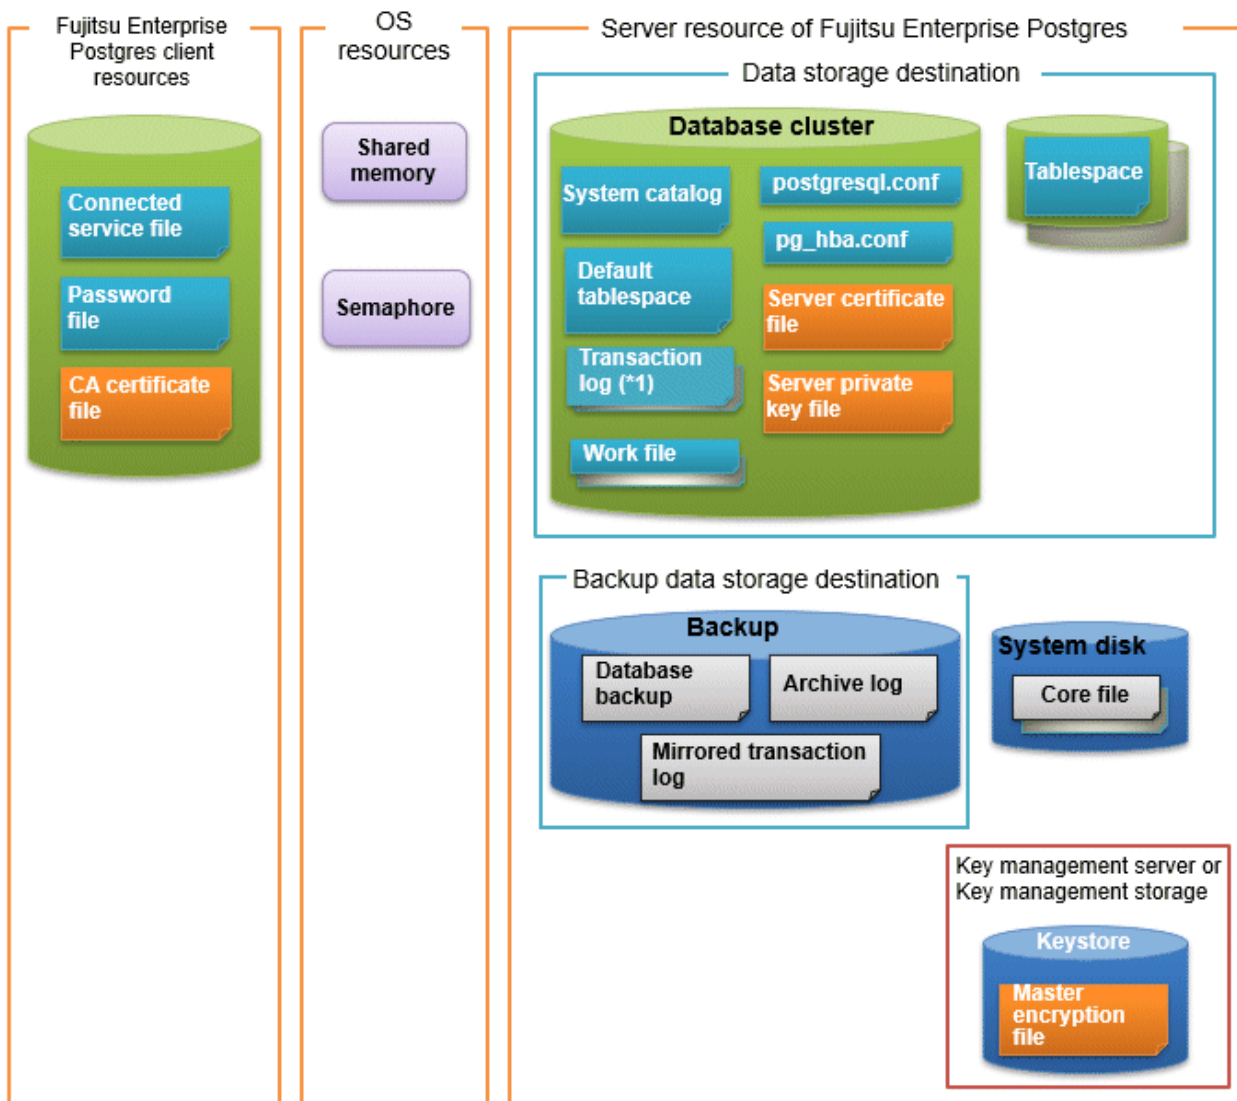 Fujitsu Enterprise
Postgres client
resources
Connected
service file
Password
file
CA certificate
file
OS
resources
Shared
memory
Semaphore
Server resource of Fujitsu Enterprise Postgres
Data storage destination
Database cluster
System catalog
Default
tablespace
Transaction
log (*1)
Work file
postgresql.conf
pg_hba.conf
Server certificate
file
Server private
key file
Tablespace
Backup data storage destination
Backup
Database
backup
Archive log
Mirrored transaction
log
System disk
Core file
Key management server or
Key management storage
Keystore
Master
encryption
file